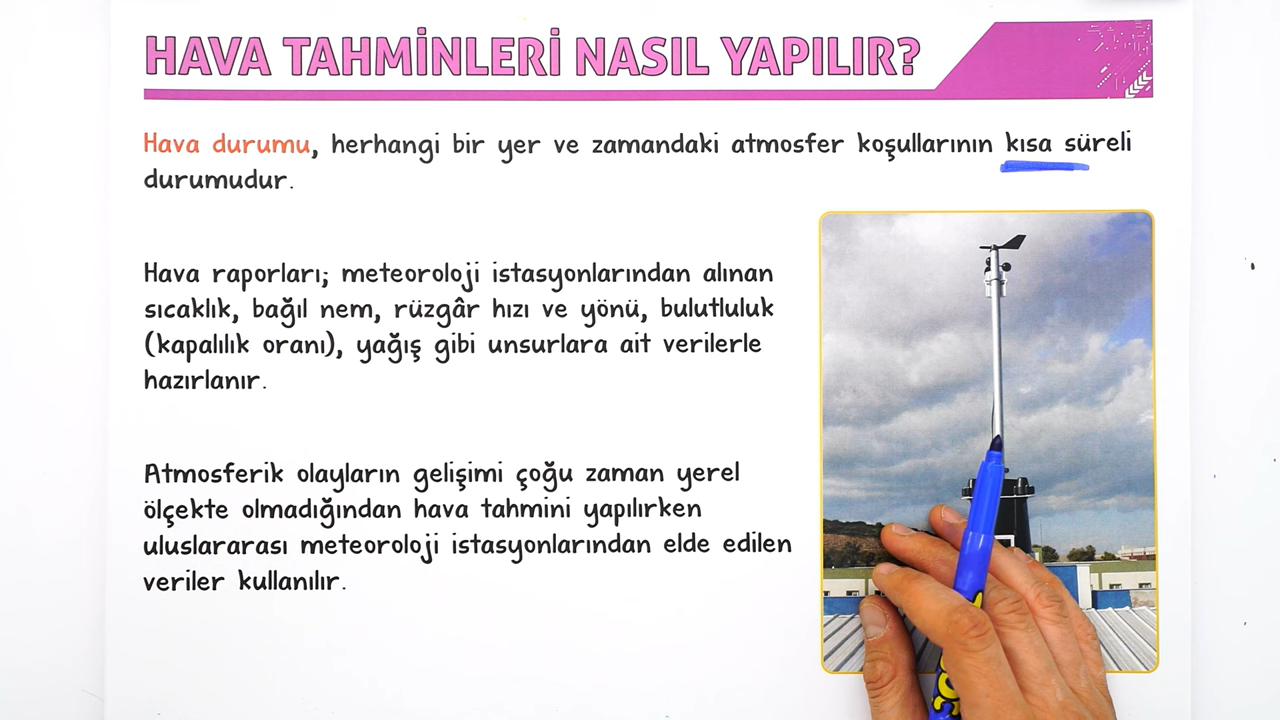 HAVA TAHMİNLERİ NASIL YAPILIR?
Hava durumu, herhangi bir yer ve zamandaki atmosfer koşullarının kısa süreli
durumudur.
Hava raporları; meteoroloji istasyonlarından alınan
sıcaklık, bağıl nem, rüzgâr hızı ve yönü, bulutluluk
(kapalılık oranı), yağış gibi unsurlara ait verilerle
hazırlanır.
Atmosferik olayların gelişimi çoğu zaman yerel
ölçekte olmadığından hava tahmini yapılırken
uluslararası meteoroloji istasyonlarından elde edilen
veriler kullanılır.